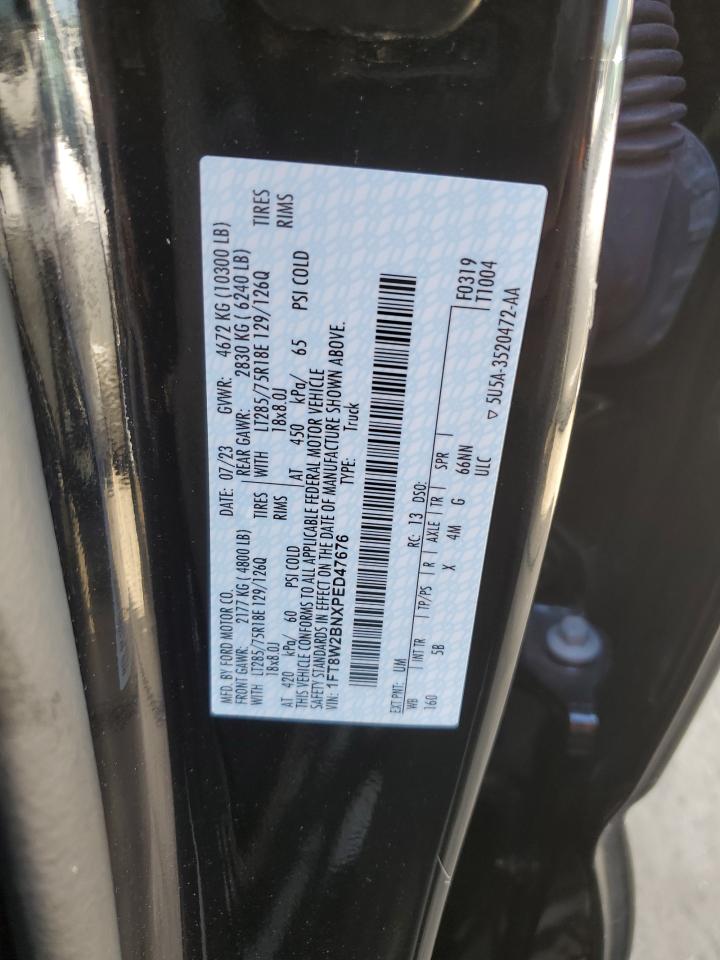 MFD. BY FORD MOTOR CO.
DATE: 07/23 GVWR: 4672 KG (10300 LB)
FRONT GAWR: 2177 KG ( 4800 LB) REAR GAWR: 2830 KG ( 6240 LB)
WITH LT285/75R18E 129/126Q TIRES WITH LT285/75R18E 129/126Q TIRES
18x8.0J RIMS 18x8.0J RIMS
AT 420 kPa/ 60 PSI COLD AT 450 kPa/ 65 PSI COLD
THIS VEHICLE CONFORMS TO ALL APPLICABLE FEDERAL MOTOR VEHICLE
SAFETY STANDARDS IN EFFECT ON THE DATE OF MANUFACTURE SHOWN ABOVE.
VIN: 1FT8W2BNXPED47676 TYPE: Truck
EXT PNT: UM RC: 13 DSO: F0319
WB INT TR TP/PS R AXLE TR SPR T1004
160 5B X 4M G 66NN
ULC
▽ 5U5A-3520472-AA